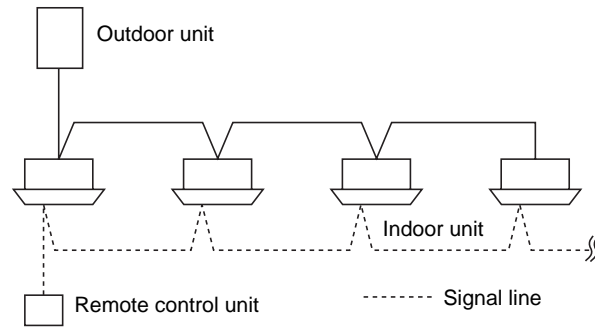 Outdoor unit
Indoor unit
Remote control unit
Signal line